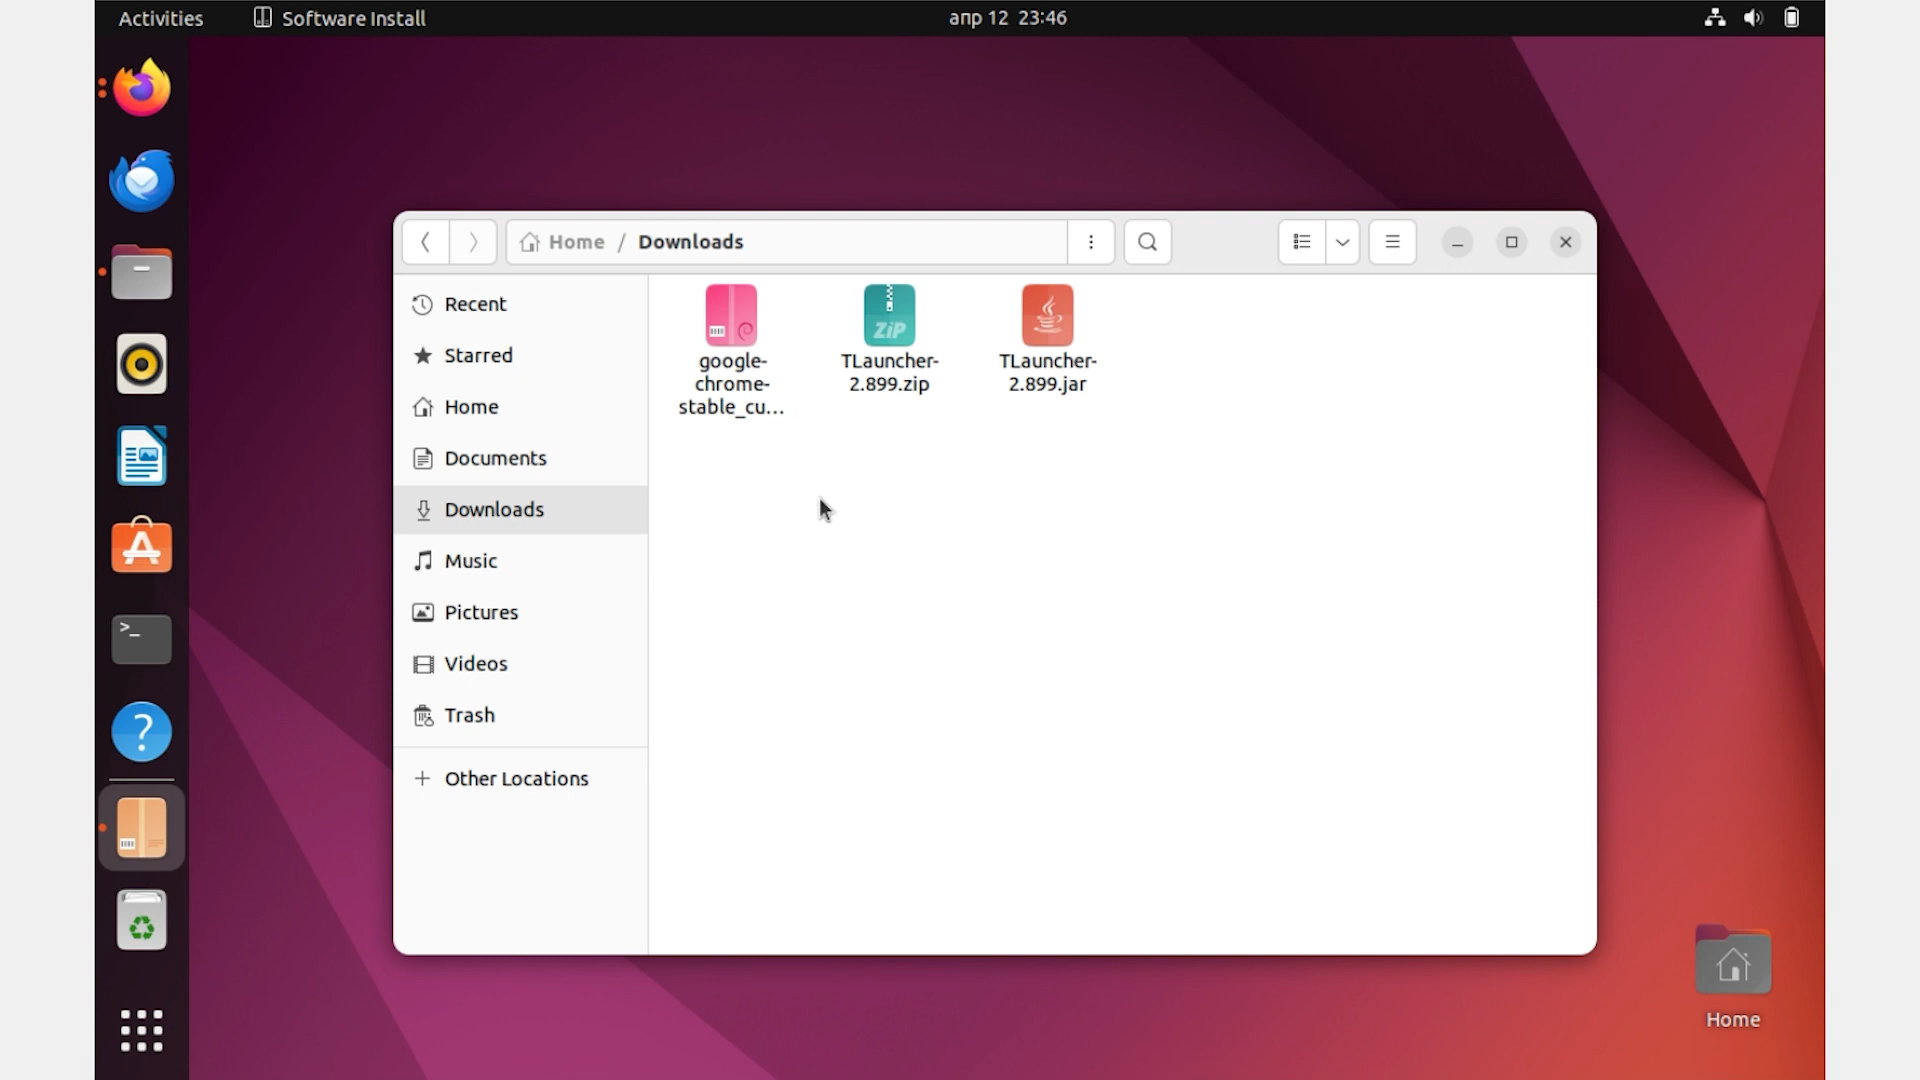 Activities Software Install апр 12 23:46
Home / Downloads
Recent
Starred
Home
Documents
Downloads
Music
Pictures
Videos
Trash
Other Locations
google-
chrome-
stable_cu...
ZiP
TLauncher-
2.899.zip
TLauncher-
2.899.jar
Home